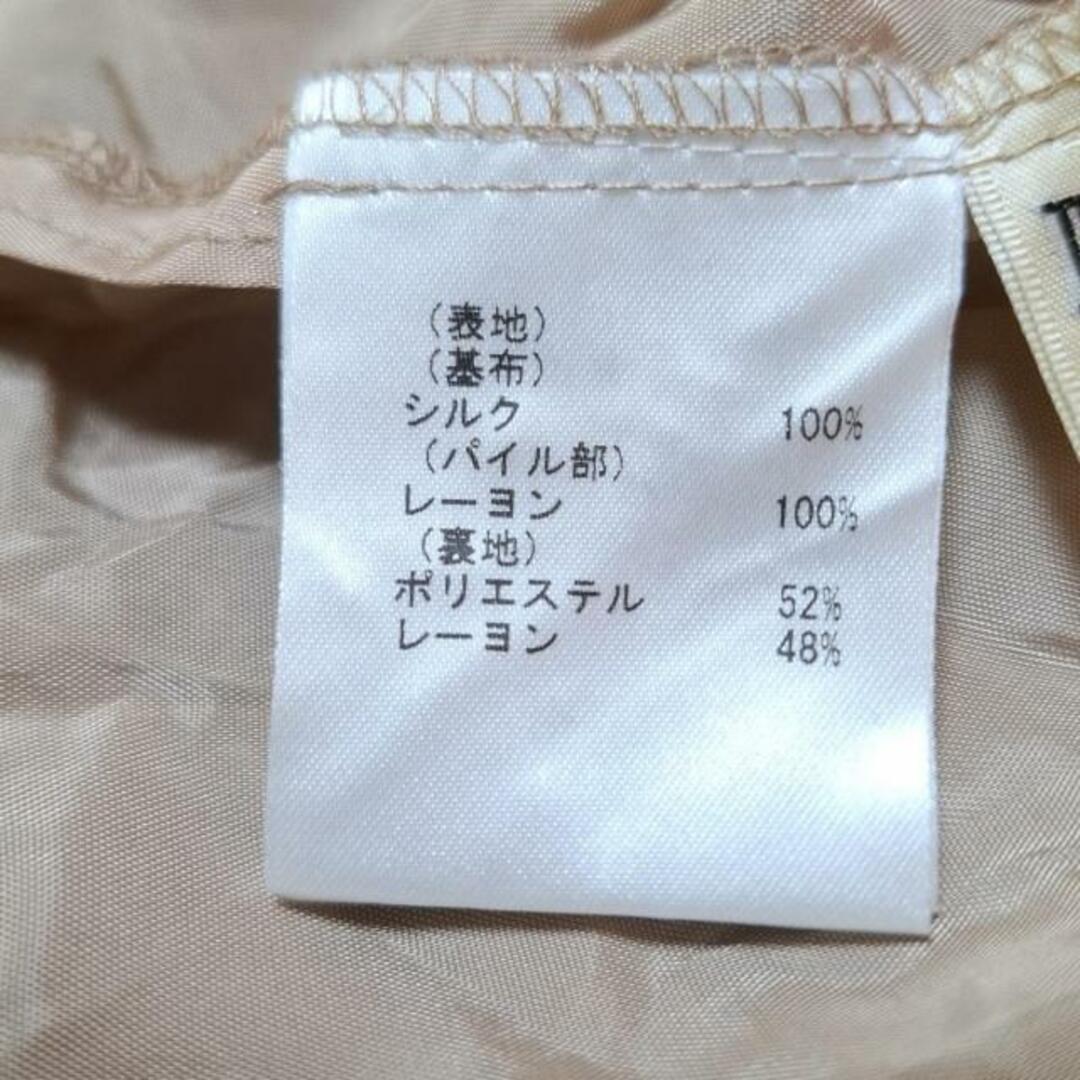 (表地)
(基布)
シルク 100%
(パイル部)
レーヨン 100%
(裏地)
ポリエステル 52%
レーヨン 48%